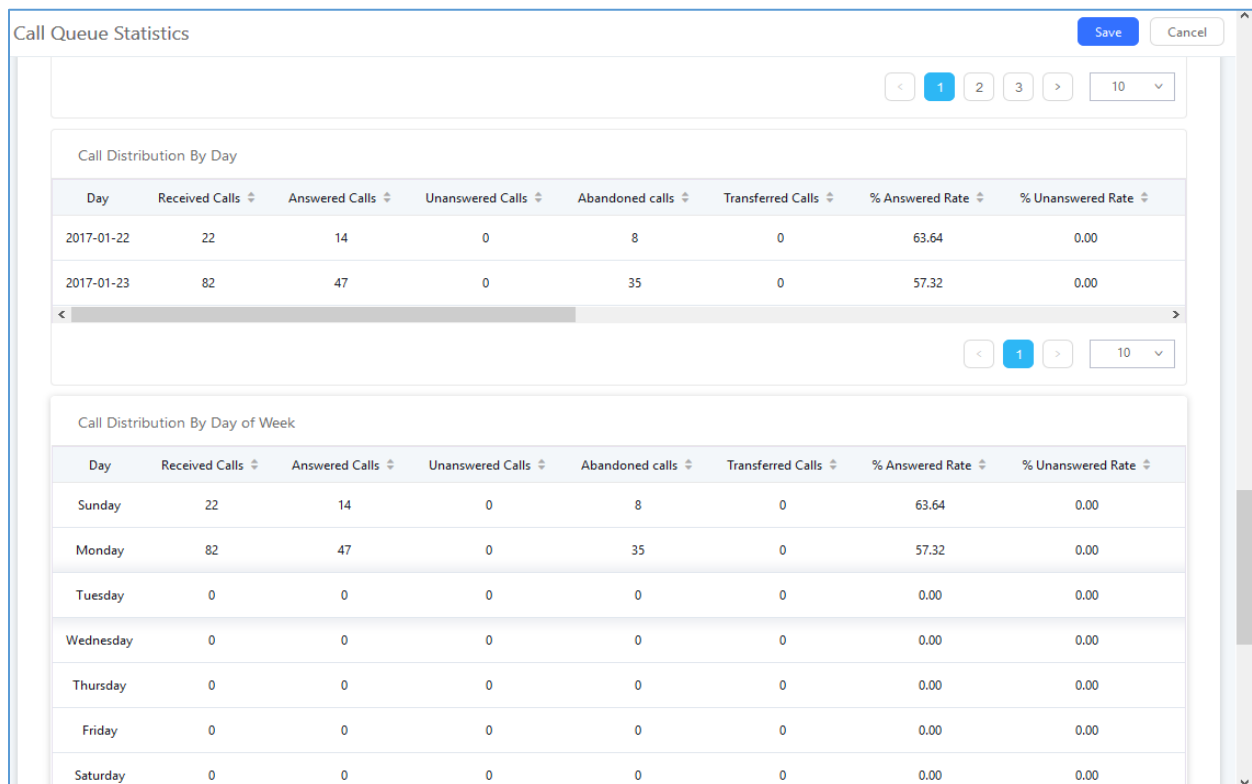 Call Queue Statistics Save Cancel
< 1 2 3 > 10
Call Distribution By Day
Day Received Calls Answered Calls Unanswered Calls Abandoned calls Transferred Calls % Answered Rate % Unanswered Rate
2017-01-22 22 14 0 8 0 63.64 0.00
2017-01-23 82 47 0 35 0 57.32 0.00
< 1 > 10
Call Distribution By Day of Week
Day Received Calls Answered Calls Unanswered Calls Abandoned calls Transferred Calls % Answered Rate % Unanswered Rate
Sunday 22 14 0 8 0 63.64 0.00
Monday 82 47 0 35 0 57.32 0.00
Tuesday 0 0 0 0 0 0.00 0.00
Wednesday 0 0 0 0 0 0.00 0.00
Thursday 0 0 0 0 0 0.00 0.00
Friday 0 0 0 0 0 0.00 0.00
Saturday 0 0 0 0 0 0.00 0.00